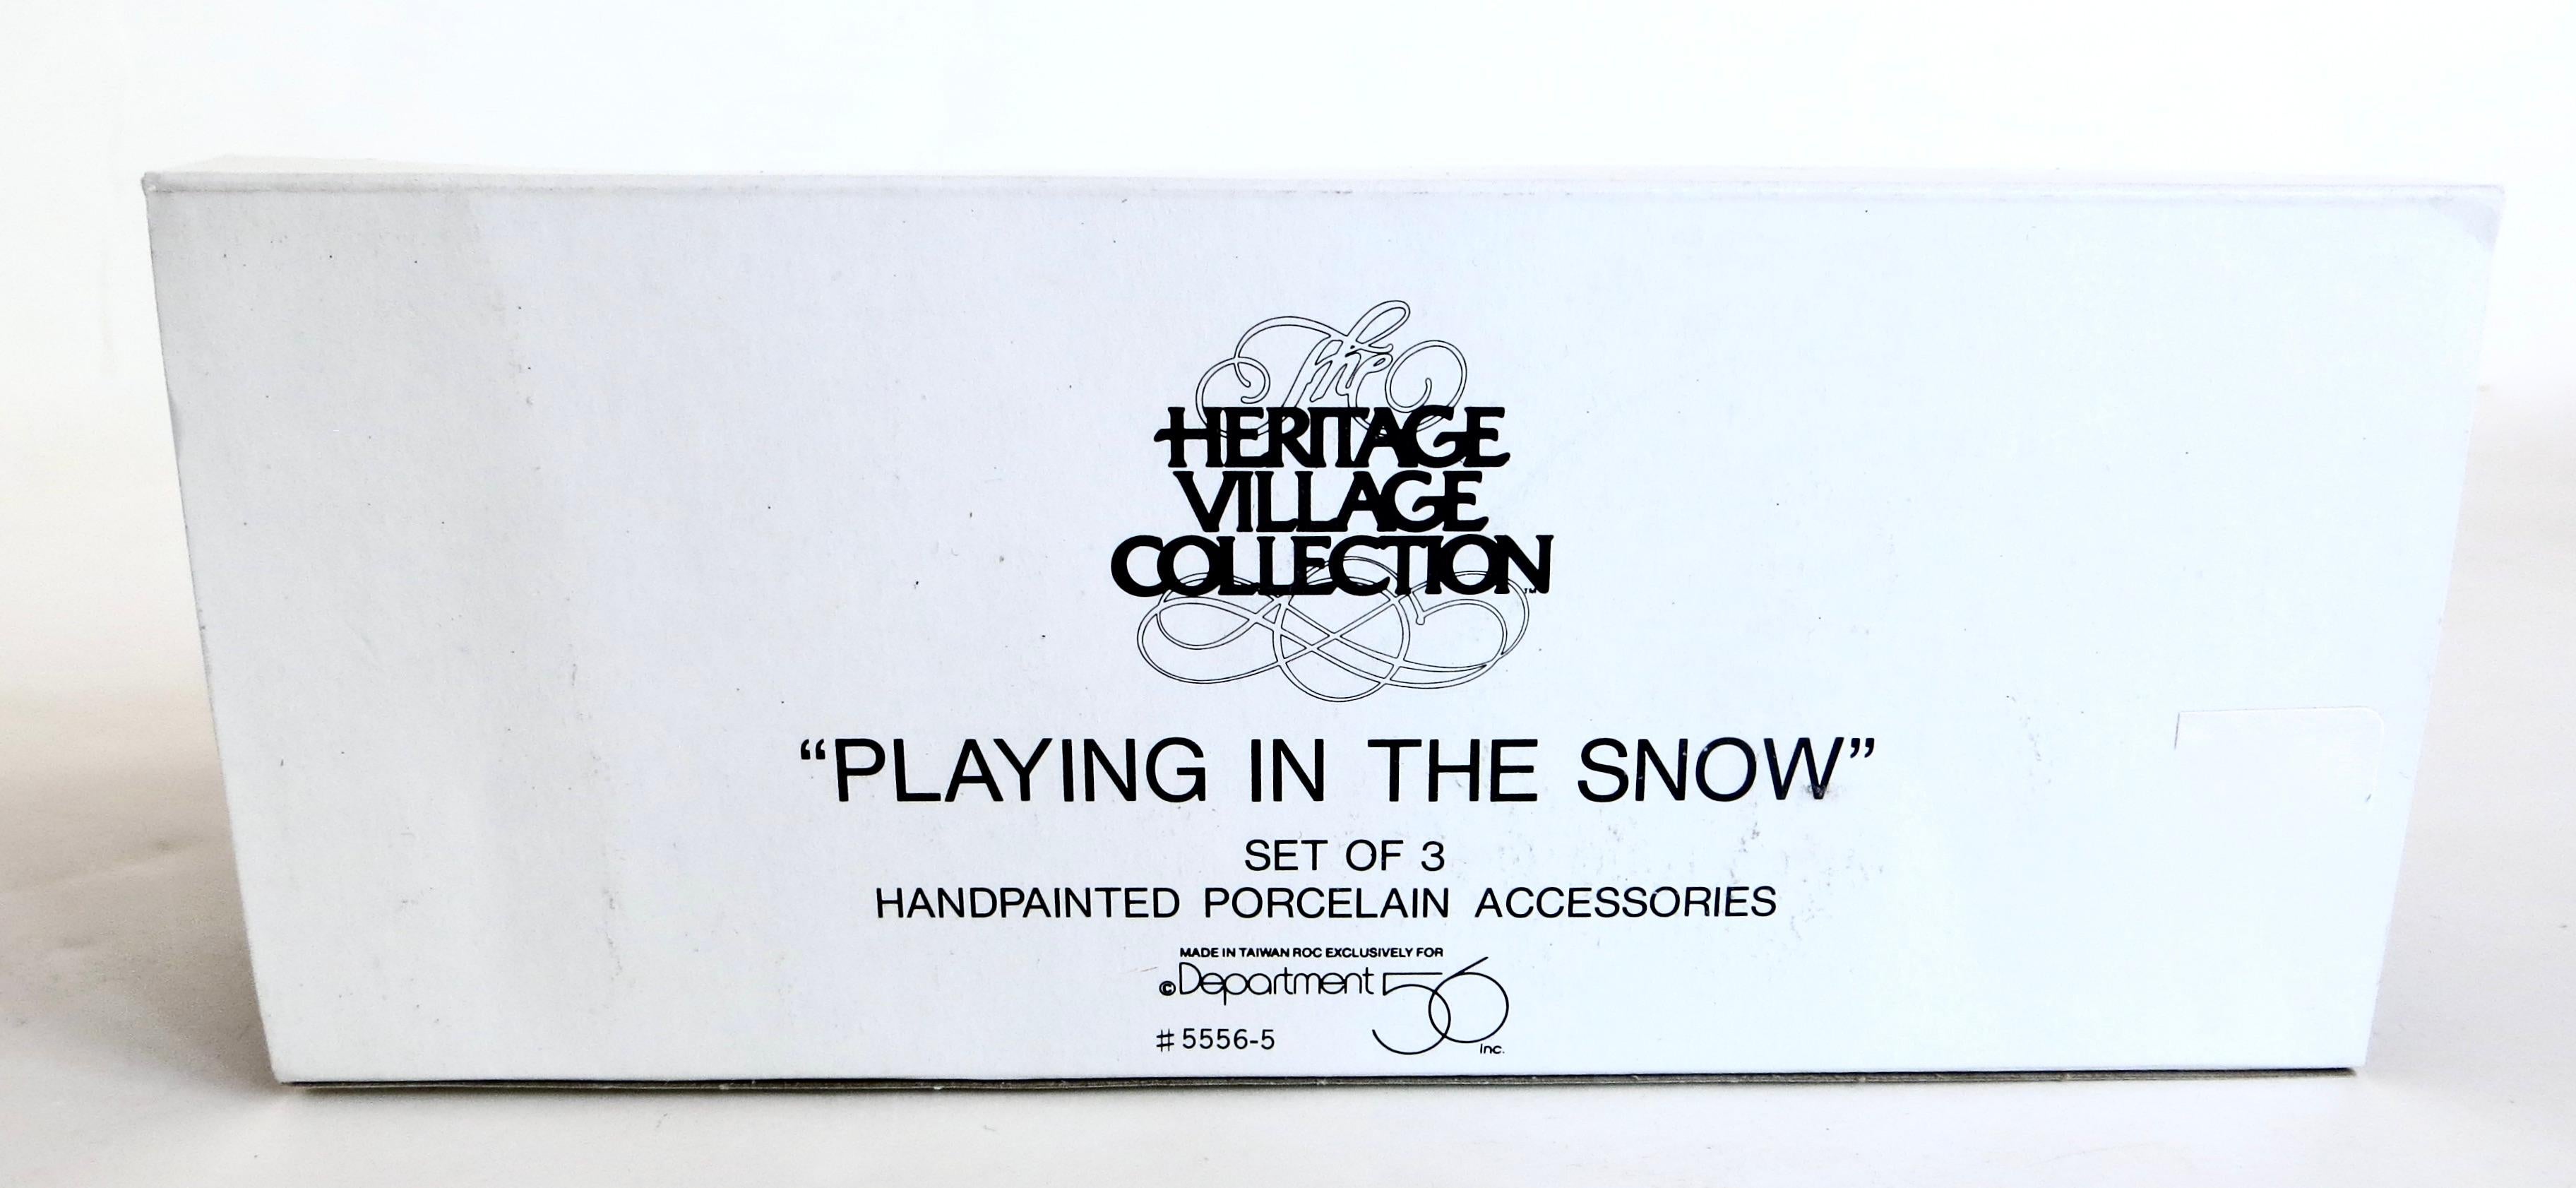 The
HERITAGE
VILLAGE
COLLECTION™
“PLAYING IN THE SNOW”
SET OF 3
HANDPAINTED PORCELAIN ACCESSORIES
MADE IN TAIWAN ROC EXCLUSIVELY FOR
©Department 56
#5556-5 inc.